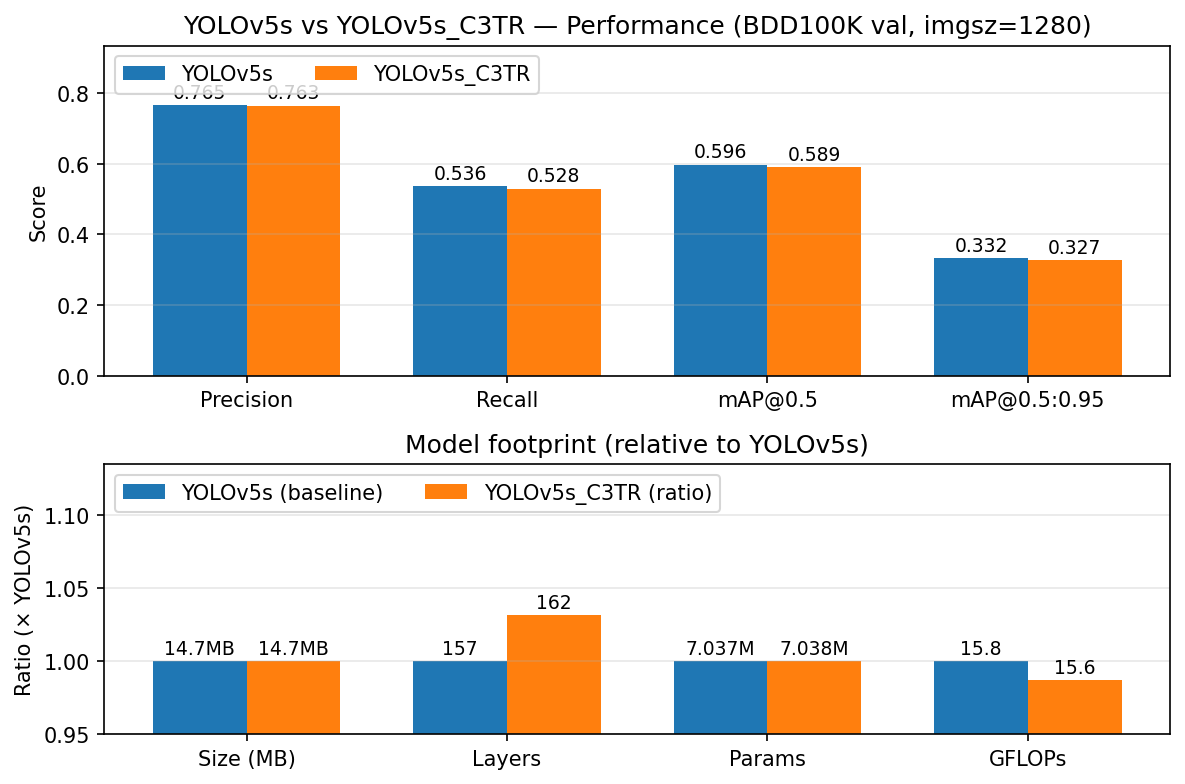 YOLOv5s vs YOLOv5s_C3TR — Performance (BDD100K val, imgsz=1280)
YOLOv5s YOLOv5s_C3TR
Score
0.8
0.6
0.4
0.2
0.0
0.765 0.763
0.536 0.528
0.596 0.589
0.332 0.327
Precision Recall mAP@0.5 mAP@0.5:0.95
Model footprint (relative to YOLOv5s)
YOLOv5s (baseline) YOLOv5s_C3TR (ratio)
Ratio (× YOLOv5s)
1.10
1.05
1.00
0.95
14.7MB 14.7MB
157 162
7.037M 7.038M
15.8 15.6
Size (MB) Layers Params GFLOPs